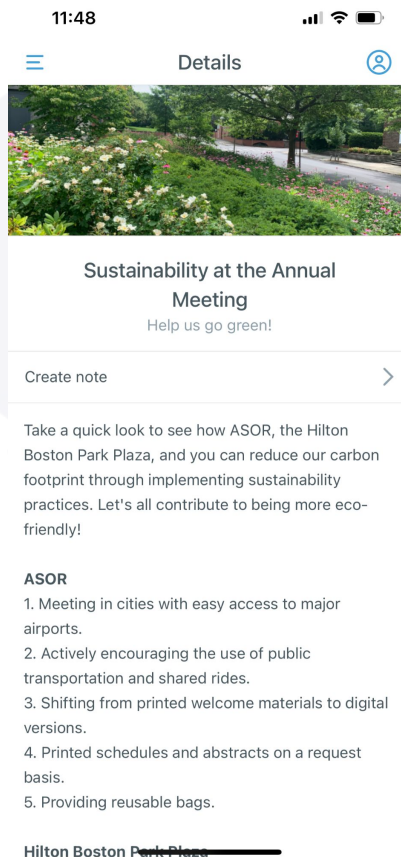 11:48
Details
Sustainability at the Annual
Meeting
Help us go green!
Create note
Take a quick look to see how ASOR, the Hilton
Boston Park Plaza, and you can reduce our carbon
footprint through implementing sustainability
practices. Let's all contribute to being more eco-
friendly!
ASOR
1. Meeting in cities with easy access to major
airports.
2. Actively encouraging the use of public
transportation and shared rides.
3. Shifting from printed welcome materials to digital
versions.
4. Printed schedules and abstracts on a request
basis.
5. Providing reusable bags.
Hilton Boston Park Plaza